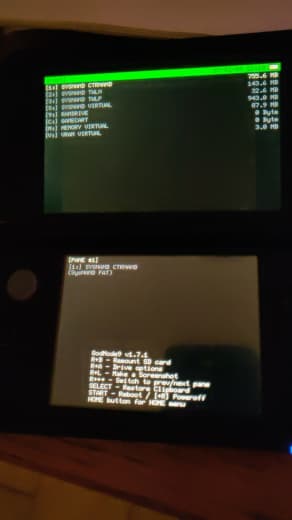 [1:] SYSNAND CTRNAND 755.6 MB
[2:] SYSNAND TWLN 143.6 MB
[3:] SYSNAND TWLP 32.6 MB
[S:] SYSNAND VIRTUAL 943.0 MB
[9:] RAMDRIVE 87.9 MB
[C:] GAMECART 0 Byte
[M:] MEMORY VIRTUAL 0 Byte
[V:] VRAM VIRTUAL 3.0 MB
[PANE #1]
[1:] SYSNAND CTRNAND
(SysNAND FAT)
GodMode9 v1.7.1
R+B - Remount SD card
R+A - Drive options
R+L - Make a Screenshot
R+←→ - Switch to prev/next pane
SELECT - Restore Clipboard
START - Reboot / [+R] Poweroff
HOME button for HOME menu